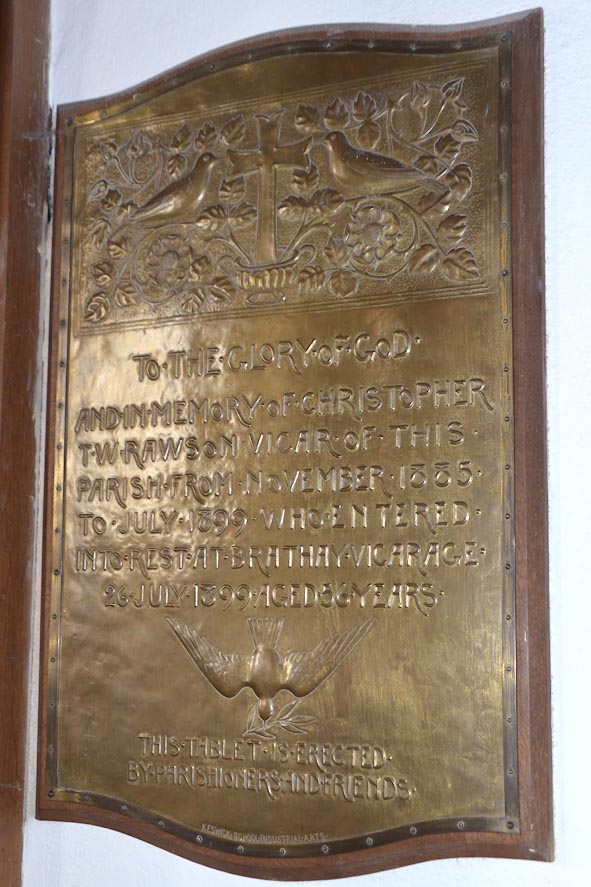 TO·THE·GLORY·OF·GOD·
AND·IN·MEMORY·OF·CHRISTOPHER
T·W·RAWSON·VICAR·OF·THIS·
PARISH·FROM·NOVEMBER·1885·
TO·JULY·1899·WHO·ENTERED·
INTO·REST·AT·BRATHAY·VICARAGE·
26·JULY·1899·AGED·56·YEARS·
THIS·TABLET·IS·ERECTED·
BY·PARISHIONERS·AND·FRIENDS·
KESWICK·SCHOOL·INDUSTRIAL·ARTS·